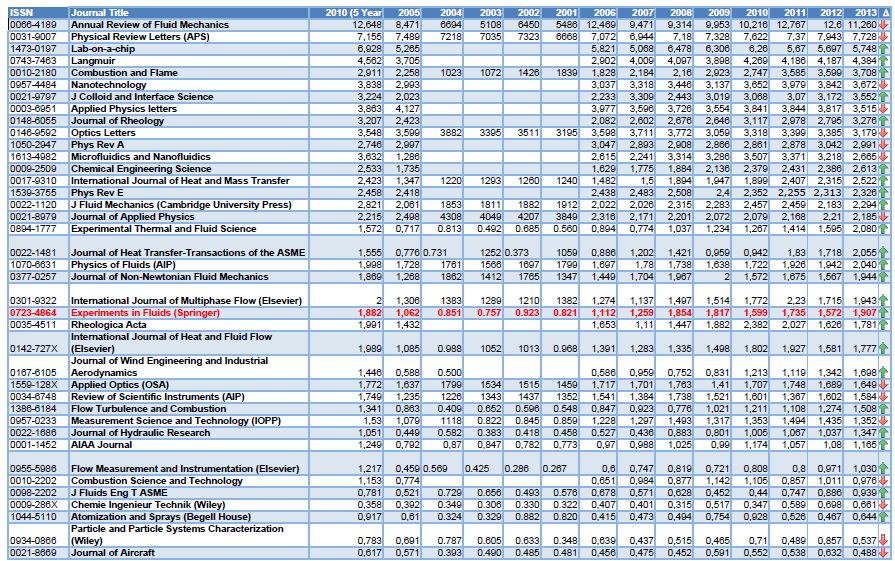 ISSN Journal Title 2010 (5 Year 2005 2004 2003 2002 2001 2006 2007 2008 2009 2010 2011 2012 2013 Δ
0066-4189 Annual Review of Fluid Mechanics 12,648 8,471 6694 5108 6450 5486 12,469 9,471 9,314 9,953 10,216 12,767 12,6 11,260
0031-9007 Physical Review Letters (APS) 7,155 7,489 7218 7035 7323 6668 7,072 6,944 7,18 7,328 7,622 7,37 7,943 7,728
1473-0197 Lab-on-a-chip 6,928 5,265 5,821 5,068 6,478 6,306 6,26 5,67 5,697 5,748
0743-7463 Langmuir 4,562 3,705 2,902 4,009 4,097 3,898 4,269 4,186 4,187 4,384
0010-2180 Combustion and Flame 2,911 2,258 1023 1072 1426 1839 1,828 2,184 2,16 2,923 2,747 3,585 3,599 3,708
0957-4484 Nanotechnology 3,838 2,993 3,037 3,318 3,446 3,137 3,652 3,979 3,842 3,672
0021-9797 J Colloid and Interface Science 3,224 2,023 2,233 3,309 2,443 3,019 3,068 3,07 3,172 3,552
0003-6951 Applied Physics letters 3,863 4,127 3,977 3,596 3,726 3,554 3,841 3,844 3,817 3,515
0148-6055 Journal of Rheology 3,207 2,423 2,082 2,602 2,676 2,646 3,117 2,978 2,795 3,276
0146-9592 Optics Letters 3,548 3,599 3882 3395 3511 3195 3,598 3,711 3,772 3,059 3,318 3,399 3,385 3,179
1050-2947 Phys Rev A 2,746 2,997 3,047 2,893 2,908 2,866 2,861 2,878 3,042 2,991
1613-4982 Microfluidics and Nanofluidics 3,632 1,286 2,615 2,241 3,314 3,286 3,507 3,371 3,218 2,665
0009-2509 Chemical Engineering Science 2,533 1,735 1,629 1,775 1,884 2,136 2,379 2,431 2,386 2,613
0017-9310 International Journal of Heat and Mass Transfer 2,423 1,347 1220 1293 1260 1240 1,482 1,5 1,894 1,947 1,899 2,407 2,315 2,522
1539-3755 Phys Rev E 2,458 2,418 2,438 2,483 2,508 2,4 2,352 2,255 2,313 2,326
0022-1120 J Fluid Mechanics (Cambridge University Press) 2,821 2,061 1853 1811 1882 1912 2,022 2,026 2,315 2,283 2,457 2,459 2,183 2,294
0021-8979 Journal of Applied Physics 2,215 2,498 4308 4049 4207 3849 2,316 2,171 2,201 2,072 2,079 2,168 2,21 2,185
0894-1777 Experimental Thermal and Fluid Science 1,572 0,717 0.813 0.492 0.685 0.560 0,894 0,774 1,037 1,234 1,267 1,414 1,595 2,080
0022-1481 Journal of Heat Transfer-Transactions of the ASME 1,555 0,776 0.731 1252 0.373 1059 0,886 1,202 1,421 0,959 0,942 1,83 1,718 2,055
1070-6631 Physics of Fluids (AIP) 1,998 1,728 1761 1566 1697 1799 1,697 1,78 1,738 1,638 1,722 1,926 1,942 2,040
0377-0257 Journal of Non-Newtonian Fluid Mechanics 1,869 1,268 1862 1412 1765 1347 1,449 1,704 1,967 2 1,572 1,675 1,567 1,944
0301-9322 International Journal of Multiphase Flow (Elsevier) 2 1,306 1383 1289 1210 1382 1,274 1,137 1,497 1,514 1,772 2,23 1,715 1,943
0723-4864 Experiments in Fluids (Springer) 1,882 1,062 0.851 0.757 0.923 0.821 1,112 1,259 1,854 1,817 1,599 1,735 1,572 1,907
0035-4511 Rheologica Acta 1,991 1,432 1,653 1,11 1,447 1,882 2,382 2,027 1,626 1,781
International Journal of Heat and Fluid Flow
0142-727X (Elsevier) 1,989 1,085 0.988 1052 1013 0.968 1,391 1,283 1,335 1,498 1,802 1,927 1,581 1,777
Journal of Wind Engineering and Industrial
0167-6105 Aerodynamics 1,446 0,588 0.500 0,586 0,959 0,752 0,831 1,213 1,119 1,342 1,698
1559-128X Applied Optics (OSA) 1,772 1,637 1799 1534 1515 1459 1,717 1,701 1,763 1,41 1,707 1,748 1,689 1,649
0034-6748 Review of Scientific Instruments (AIP) 1,749 1,235 1226 1343 1437 1352 1,541 1,384 1,738 1,521 1,601 1,367 1,602 1,584
1386-6184 Flow Turbulence and Combustion 1,341 0,863 0.409 0.652 0.596 0.548 0,847 0,923 0,776 1,021 1,211 1,108 1,274 1,508
0957-0233 Measurement Science and Technology (IOPP) 1,53 1,079 1118 0.822 0.845 0.859 1,228 1,297 1,493 1,317 1,353 1,494 1,435 1,352
0022-1686 Journal of Hydraulic Research 1,051 0,449 0.582 0.383 0.418 0.458 0,527 0,436 0,883 0,801 1,005 1,067 1,037 1,347
0001-1452 AIAA Journal 1,249 0,792 0,87 0,847 0,782 0,773 0,97 0,988 1,025 0,99 1,174 1,057 1,08 1,165
0955-5986 Flow Measurement and Instrumentation (Elsevier) 1,217 0,459 0.569 0.425 0.286 0.267 0,6 0,747 0,819 0,721 0,808 0,8 0,971 1,030
0010-2202 Combustion Science and Technology 1,153 0,774 0,651 0,984 0,877 1,142 1,105 0,857 1,011 0,976
0098-2202 J Fluids Eng T ASME 0,781 0,521 0.729 0.656 0.493 0.576 0,678 0,571 0,628 0,452 0,44 0,747 0,886 0,939
0009-286X Chemie Ingenieur Technik (Wiley) 0,358 0,392 0.349 0.306 0.330 0.322 0,407 0,401 0,315 0,517 0,347 0,589 0,698 0,661
1044-5110 Atomization and Sprays (Begell House) 0,917 0,61 0.324 0.329 0.882 0.820 0,415 0,473 0,494 0,754 0,928 0,526 0,467 0,644
Particle and Particle Systems Characterization
0934-0866 (Wiley) 0,783 0,691 0.787 0.605 0.633 0.348 0,639 0,437 0,515 0,465 0,71 0,489 0,857 0,537
0021-8669 Journal of Aircraft 0,617 0,571 0.393 0.490 0.485 0.481 0,456 0,475 0,452 0,591 0,552 0,538 0,632 0,488